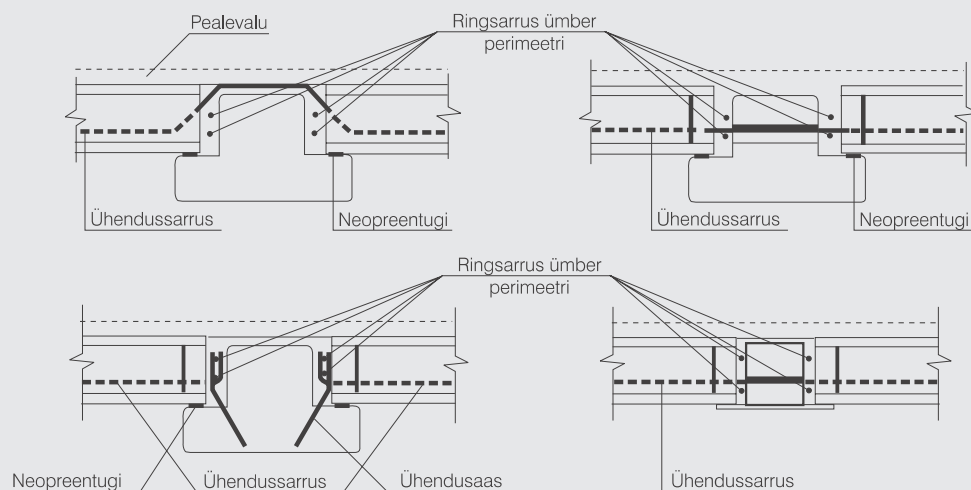 Pealevalu
Ringsarrus ümber
perimeetri
Ühendussarrus
Neopreentugi
Ühendussarrus
Neopreentugi
Ringsarrus ümber
perimeetri
Neopreentugi
Ühendussarrus
Ühendusaas
Ühendussarrus